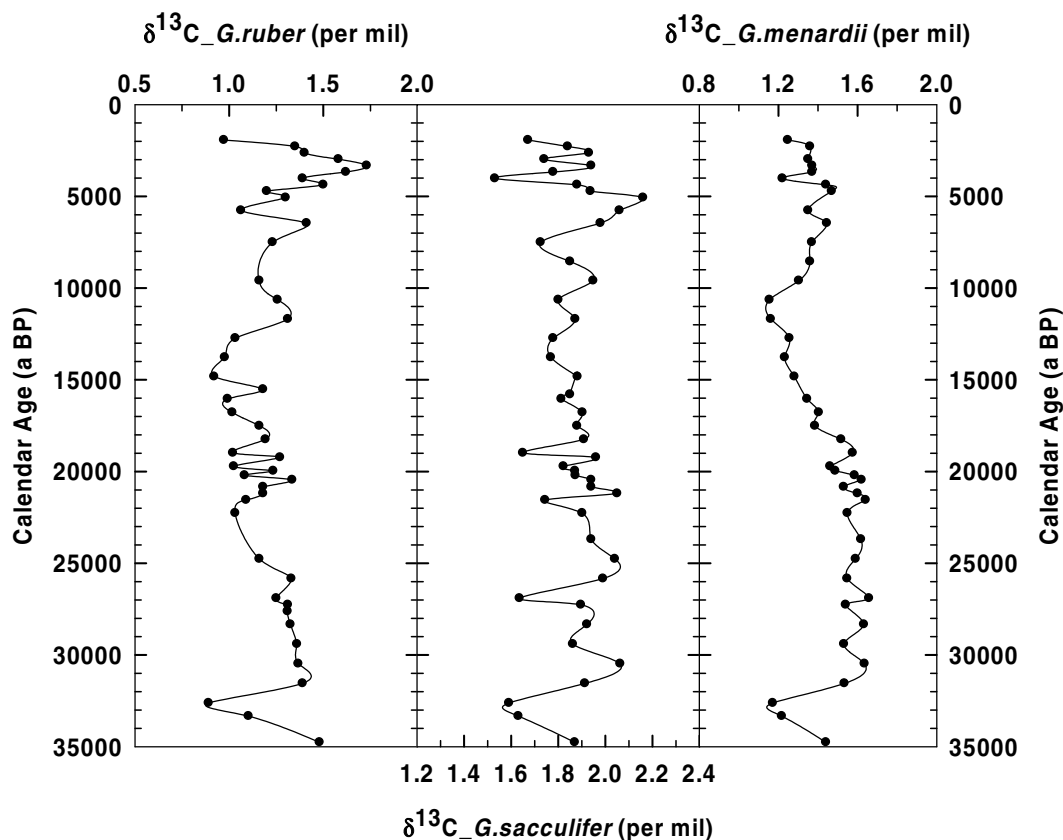 δ13C_G.ruber (per mil) δ13C_G.menardii (per mil)
0.5 1.0 1.5 2.0 0.8 1.2 1.6 2.0
0 0
5000 5000
10000 10000
15000 15000
20000 20000
25000 25000
30000 30000
35000 35000
Calendar Age (a BP)
Calendar Age (a BP)
1.2 1.4 1.6 1.8 2.0 2.2 2.4
δ13C_G.sacculifer (per mil)